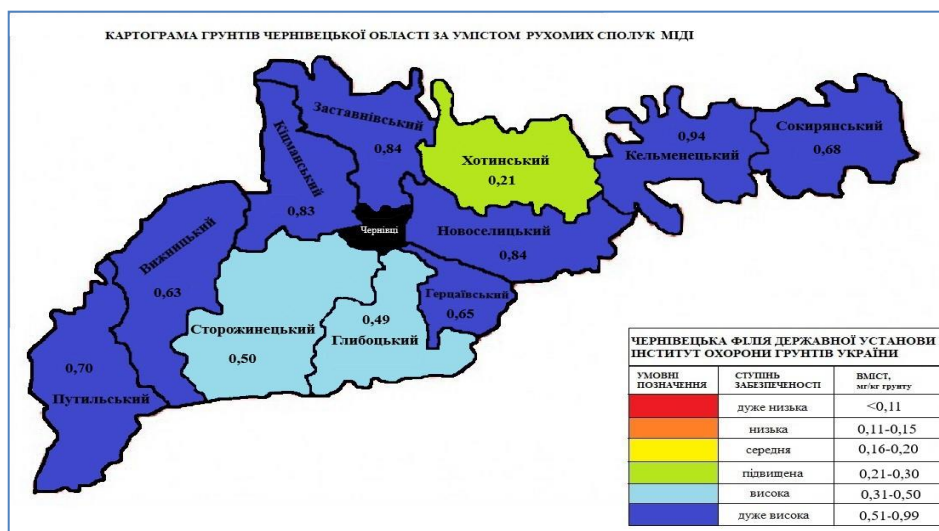 КАРТОГРАМА ГРУНТІВ ЧЕРНІВЕЦЬКОЇ ОБЛАСТІ ЗА УМІСТОМ РУХОМИХ СПОЛУК МІДІ
Заставнівський
0,84
Кіцманський
0,83
Хотинський
0,21
0,94
Кельменецький
Сокирянський
0,68
Чернівці
Новоселицький
0,84
Вижницький
0,63
Герцаївський
0,65
Сторожинецький
0,50
0,49
Глибоцький
0,70
Путильський
ЧЕРНІВЕЦЬКА ФІЛІЯ ДЕРЖАВНОЇ УСТАНОВИ
ІНСТИТУТ ОХОРОНИ ГРУНТІВ УКРАЇНИ
УМОВНІ ПОЗНАЧЕННЯ
СТУПІНЬ ЗАБЕЗПЕЧЕНОСТІ
ВМІСТ, мг/кг грунту
дуже низька <0,11
низька 0,11-0,15
середня 0,16-0,20
підвищена 0,21-0,30
висока 0,31-0,50
дуже висока 0,51-0,99